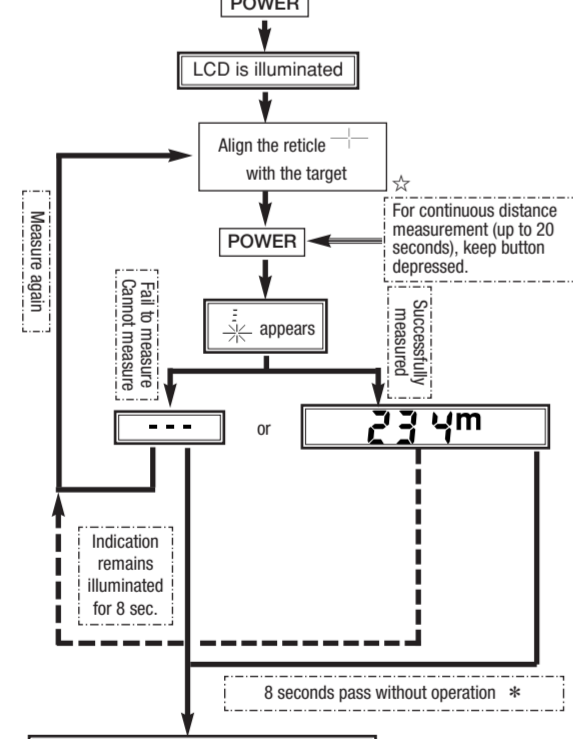 POWER
LCD is illuminated
Align the reticle
with the target
☆
For continuous distance
measurement (up to 20
seconds), keep button
depressed.
POWER
Measure again
Fail to measure
Cannot measure
appears
Successfully
measured
---
or
234m
Indication
remains
illuminated
for 8 sec.
8 seconds pass without operation *